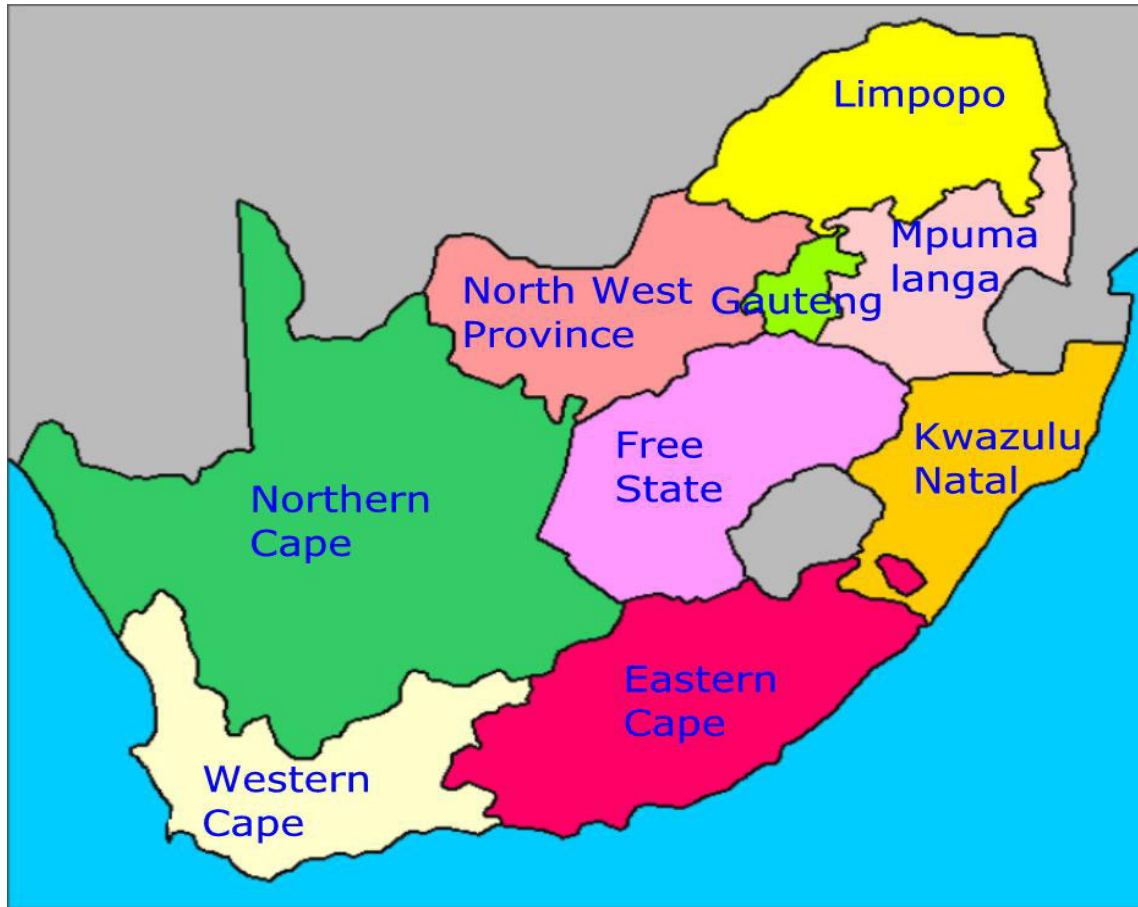 Limpopo
Mpuma
langa
North West
Province
Gauteng
Free
State
Kwazulu
Natal
Northern
Cape
Eastern
Cape
Western
Cape